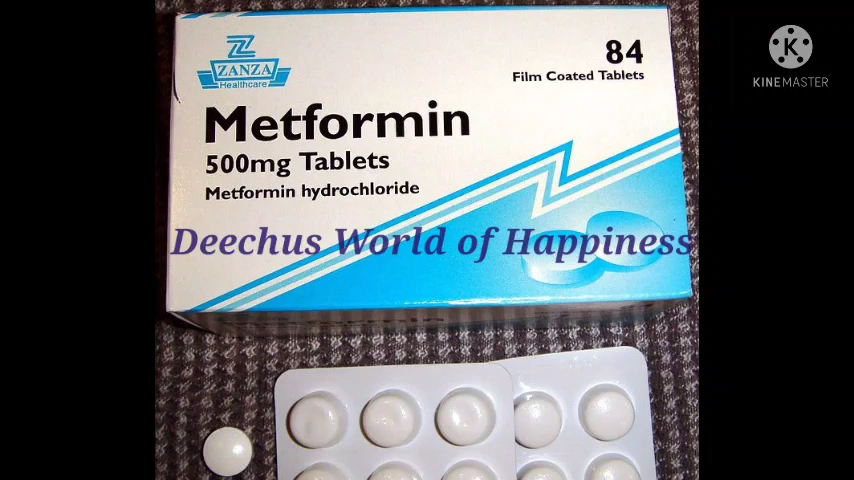 ZANZA
Healthcare
84
Film Coated Tablets
Metformin
500mg Tablets
Metformin hydrochloride
Deechus World of Happiness
K
KINEMASTER